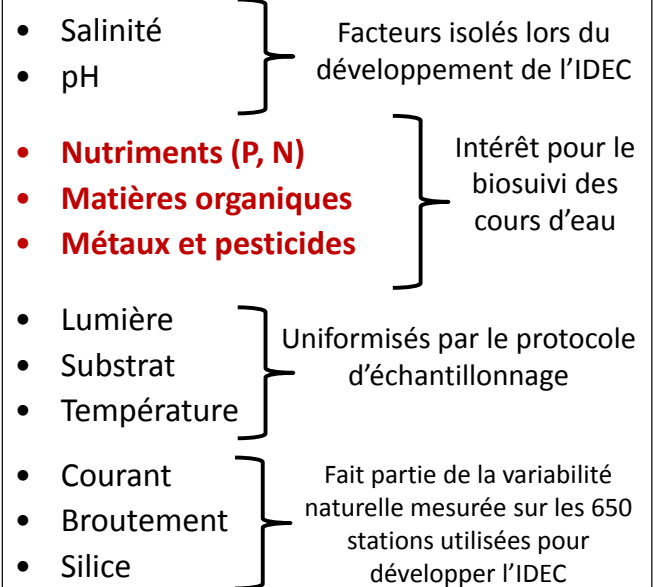 • Salinité
• pH
Facteurs isolés lors du
développement de l'IDEC
• Nutriments (P, N)
• Matières organiques
• Métaux et pesticides
Intérêt pour le
biosuivi des
cours d'eau
• Lumière
• Substrat
• Température
Uniformisés par le protocole
d'échantillonnage
• Courant
• Broutement
• Silice
Fait partie de la variabilité
naturelle mesurée sur les 650
stations utilisées pour
développer l'IDEC